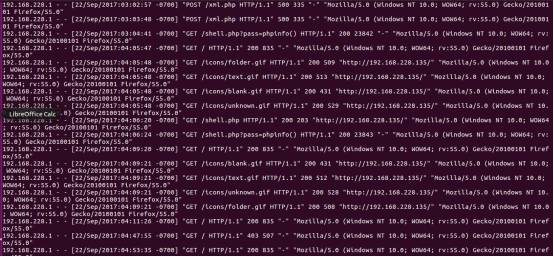 192.168.228.1 - - [22/Sep/2017:03:02:57 -0700] "POST /xml.php HTTP/1.1" 500 335 "-" "Mozilla/5.0 (Windows NT 10.0; WOW64; rv:55.0) Gecko/201001
01 Firefox/55.0"
192.168.228.1 - - [22/Sep/2017:03:03:48 -0700] "POST /xml.php HTTP/1.1" 500 335 "-" "Mozilla/5.0 (Windows NT 10.0; WOW64; rv:55.0) Gecko/201001
01 Firefox/55.0"
192.168.228.1 - - [22/Sep/2017:03:04:41 -0700] "GET /shell.php?pass=phpinfo() HTTP/1.1" 200 23842 "-" "Mozilla/5.0 (Windows NT 10.0; WOW64; rv:
55.0) Gecko/20100101 Firefox/55.0"
192.168.228.1 - - [22/Sep/2017:04:05:47 -0700] "GET / HTTP/1.1" 200 835 "-" "Mozilla/5.0 (Windows NT 10.0; WOW64; rv:55.0) Gecko/20100101 Firef
ox/55.0"
192.168.228.1 - - [22/Sep/2017:04:05:48 -0700] "GET /icons/folder.gif HTTP/1.1" 200 509 "http://192.168.228.135/" "Mozilla/5.0 (Windows NT 10.0
; WOW64; rv:55.0) Gecko/20100101 Firefox/55.0"
192.168.228.1 - - [22/Sep/2017:04:05:48 -0700] "GET /icons/text.gif HTTP/1.1" 200 513 "http://192.168.228.135/" "Mozilla/5.0 (Windows NT 10.0;
WOW64; rv:55.0) Gecko/20100101 Firefox/55.0"
192.168.228.1 - - [22/Sep/2017:04:05:48 -0700] "GET /icons/blank.gif HTTP/1.1" 200 431 "http://192.168.228.135/" "Mozilla/5.0 (Windows NT 10.0;
WOW64; rv:55.0) Gecko/20100101 Firefox/55.0"
192.168.228.1 - - [22/Sep/2017:04:05:48 -0700] "GET /icons/unknown.gif HTTP/1.1" 200 529 "http://192.168.228.135/" "Mozilla/5.0 (Windows NT 10.
LibreOffice Calc .0) Gecko/20100101 Firefox/55.0"
[22/Sep/2017:04:06:20 -0700] "GET /shell.php HTTP/1.1" 200 203 "http://192.168.228.135/" "Mozilla/5.0 (Windows NT 10.0; WOW64
; rv:55.0) Gecko/20100101 Firefox/55.0"
192.168.228.1 - - [22/Sep/2017:04:06:24 -0700] "GET /shell.php?pass=phpinfo() HTTP/1.1" 200 23843 "-" "Mozilla/5.0 (Windows NT 10.0; WOW64; rv:
55.0) Gecko/20100101 Firefox/55.0"
192.168.228.1 - - [22/Sep/2017:04:09:20 -0700] "GET / HTTP/1.1" 200 835 "-" "Mozilla/5.0 (Windows NT 10.0; WOW64; rv:55.0) Gecko/20100101 Firef
ox/55.0"
192.168.228.1 - - [22/Sep/2017:04:09:21 -0700] "GET /icons/blank.gif HTTP/1.1" 200 431 "http://192.168.228.135/" "Mozilla/5.0 (Windows NT 10.0;
WOW64; rv:55.0) Gecko/20100101 Firefox/55.0"
192.168.228.1 - - [22/Sep/2017:04:09:21 -0700] "GET /icons/text.gif HTTP/1.1" 200 512 "http://192.168.228.135/" "Mozilla/5.0 (Windows NT 10.0;
WOW64; rv:55.0) Gecko/20100101 Firefox/55.0"
192.168.228.1 - - [22/Sep/2017:04:09:21 -0700] "GET /icons/unknown.gif HTTP/1.1" 200 528 "http://192.168.228.135/" "Mozilla/5.0 (Windows NT 10.
0; WOW64; rv:55.0) Gecko/20100101 Firefox/55.0"
192.168.228.1 - - [22/Sep/2017:04:09:21 -0700] "GET /icons/folder.gif HTTP/1.1" 200 508 "http://192.168.228.135/" "Mozilla/5.0 (Windows NT 10.0
; WOW64; rv:55.0) Gecko/20100101 Firefox/55.0"
192.168.228.1 - - [22/Sep/2017:04:11:26 -0700] "GET / HTTP/1.1" 200 835 "-" "Mozilla/5.0 (Windows NT 10.0; WOW64; rv:55.0) Gecko/20100101 Firef
ox/55.0"
192.168.228.1 - - [22/Sep/2017:04:47:55 -0700] "GET / HTTP/1.1" 403 507 "-" "Mozilla/5.0 (Windows NT 10.0; WOW64; rv:55.0) Gecko/20100101 Firef
ox/55.0"
192.168.228.1 - - [22/Sep/2017:04:53:35 -0700] "GET / HTTP/1.1" 200 835 "-" "Mozilla/5.0 (Windows NT 10.0; WOW64; rv:55.0) Gecko/20100101 Firef
ox/55.0"